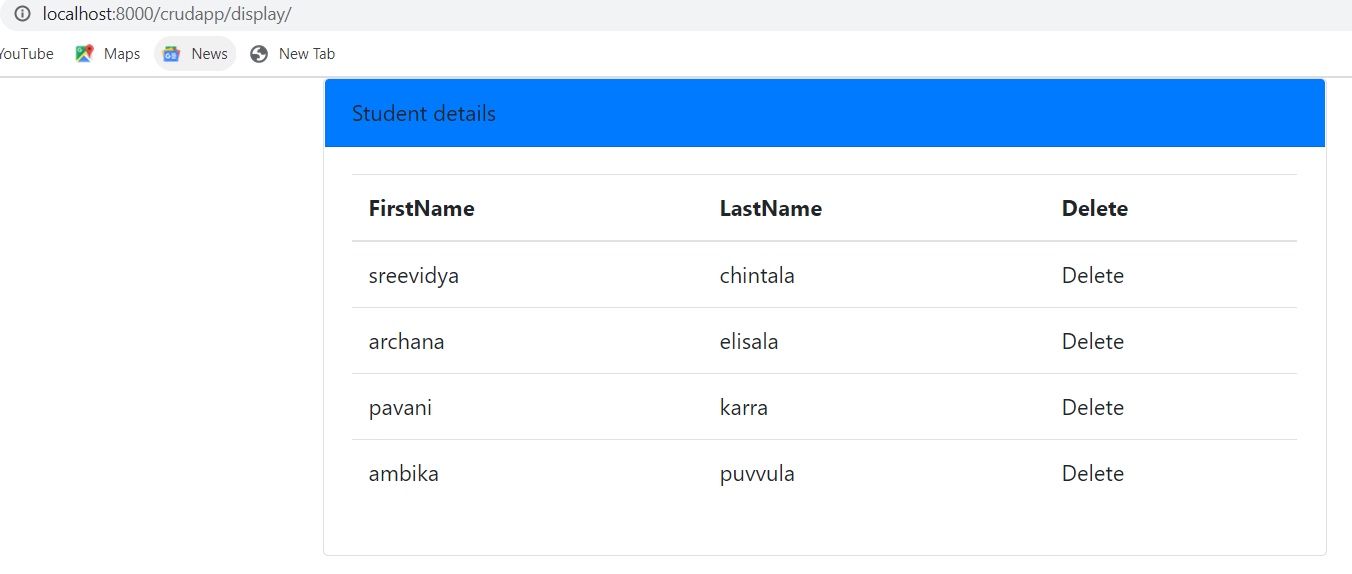 localhost:8000/crudapp/display/
YouTube Maps News New Tab
Student details
FirstName LastName Delete
sreevidya chintala Delete
archana elisala Delete
pavani karra Delete
ambika puvvula Delete